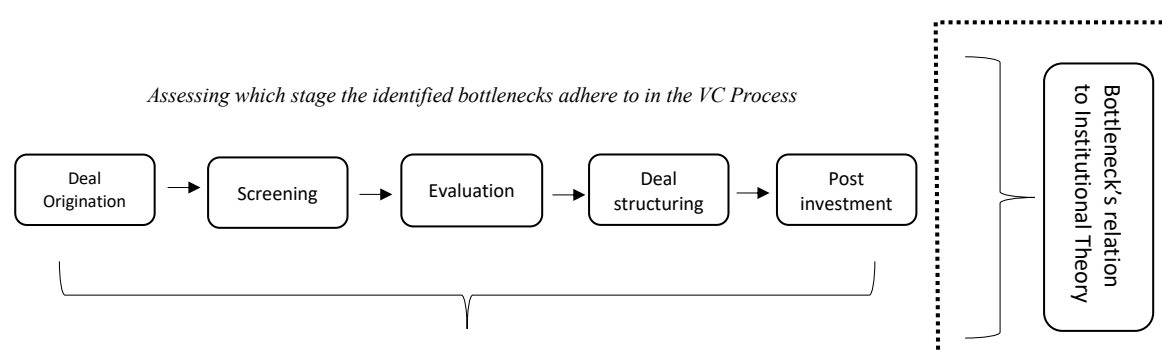 Assessing which stage the identified bottlenecks adhere to in the VC Process
Deal
Origination
Screening
Evaluation
Deal
structuring
Post
investment
Bottleneck's relation
to Institutional Theory